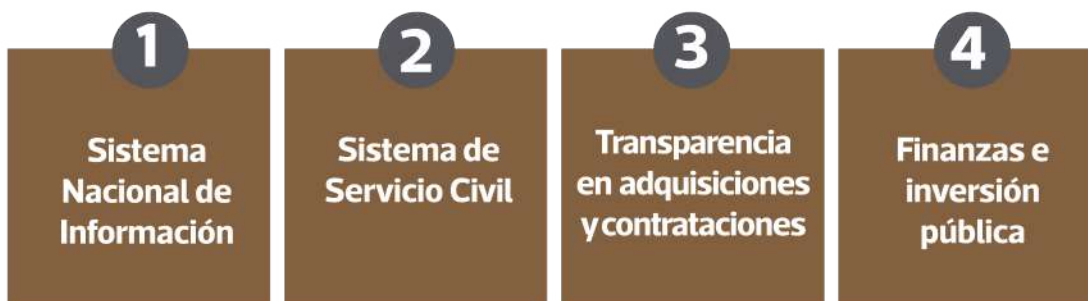 1
Sistema
Nacional de
Información
2
Sistema de
Servicio Civil
3
Transparencia
en adquisiciones
y contrataciones
4
Finanzas e
inversión
pública